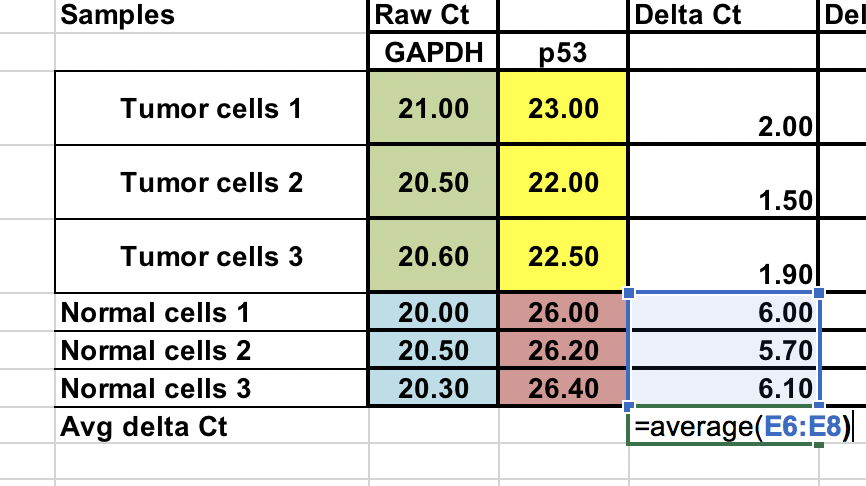 Samples Raw Ct Delta Ct Del
GAPDH p53
Tumor cells 1 21.00 23.00 2.00
Tumor cells 2 20.50 22.00 1.50
Tumor cells 3 20.60 22.50 1.90
Normal cells 1 20.00 26.00 6.00
Normal cells 2 20.50 26.20 5.70
Normal cells 3 20.30 26.40 6.10
Avg delta Ct =average(E6:E8)